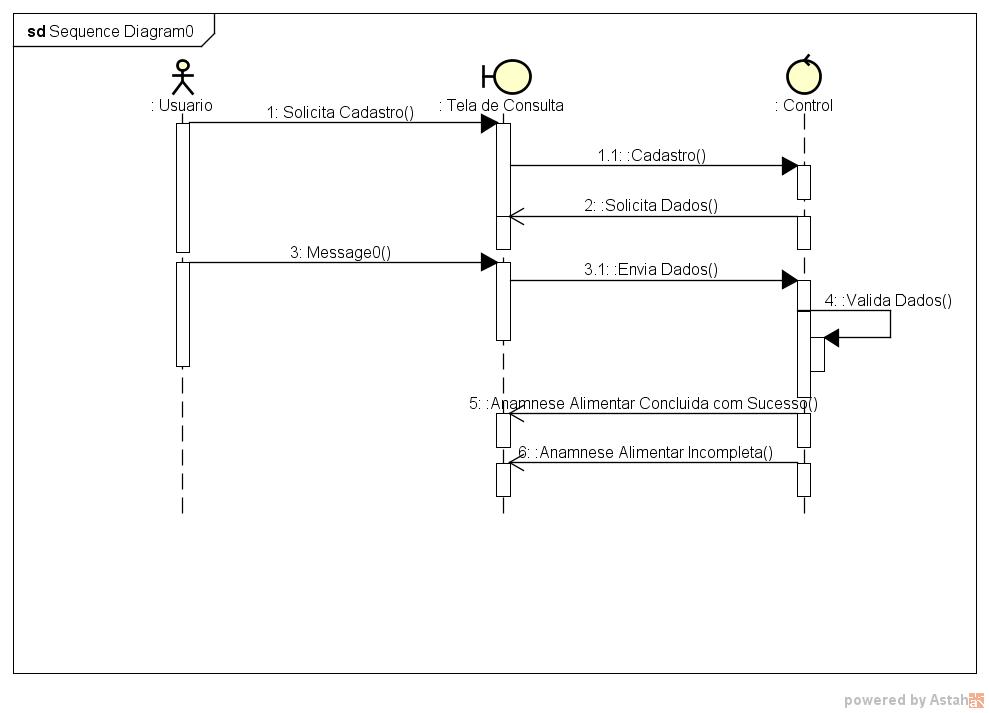 sd Sequence Diagram0
: Usuario
: Tela de Consulta
: Control
1: Solicita Cadastro()
1.1: :Cadastro()
2: :Solicita Dados()
3: Message0()
3.1: :Envia Dados()
4: :Valida Dados()
5: :Anamnese Alimentar Concluida com Sucesso()
6: :Anamnese Alimentar Incompleta()
powered by Astah